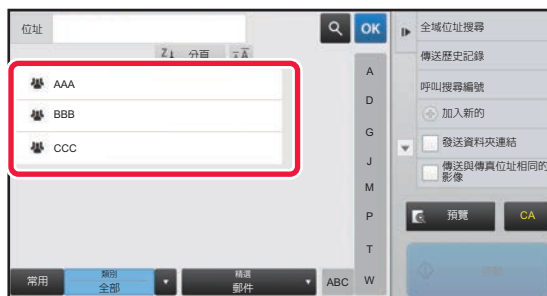 位址
OK
Z↓ 分頁
A
AAA
BBB
CCC
A
D
G
J
M
P
T
W
常用
類別
全部
精選
郵件
ABC
全域位址搜尋
傳送歷史記錄
呼叫搜尋編號
加入新的
發送資料夾連結
傳送與傳真位址相同的
影像
預覽
CA